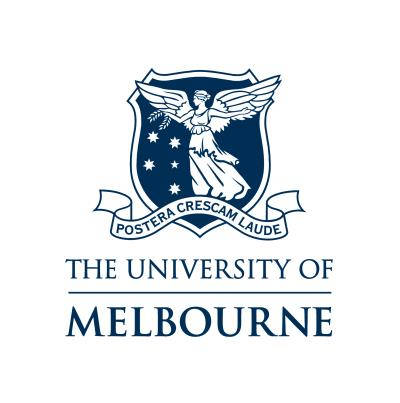 POSTERA CRESCAM LAUDE
THE UNIVERSITY OF
MELBOURNE